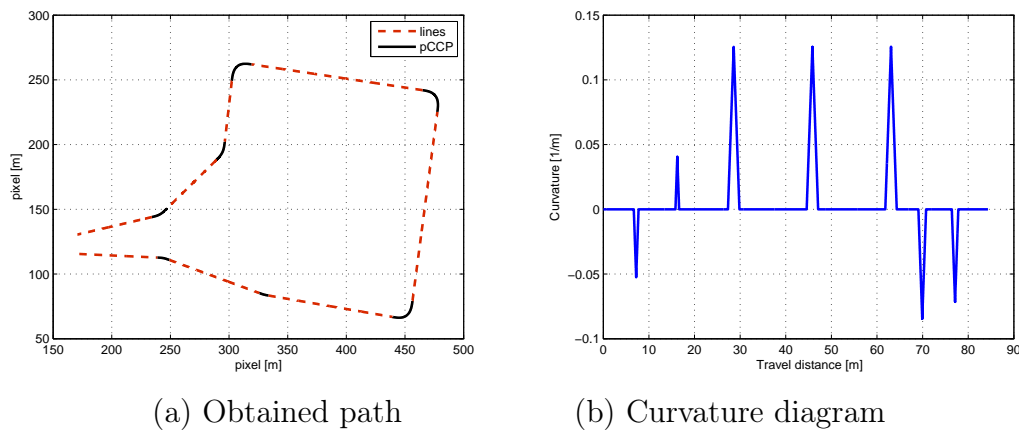 300
250
200
150
100
50
pixel [m]
150 200 250 300 350 400 450 500
pixel [m]
lines
pCCP
(a) Obtained path
0.15
0.1
0.05
0
−0.05
−0.1
Curvature [1/m]
0 10 20 30 40 50 60 70 80 90
Travel distance [m]
(b) Curvature diagram